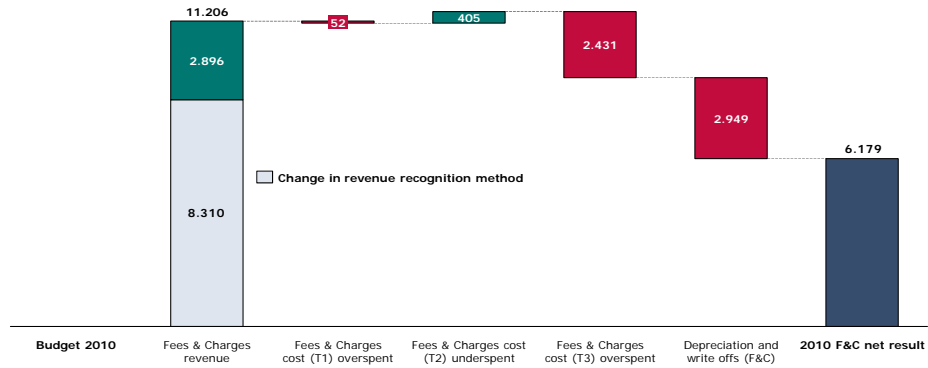 11.206
2.896
8.310
52
405
2.431
2.949
6.179
Change in revenue recognition method
Budget 2010
Fees & Charges
revenue
Fees & Charges
cost (T1) overspent
Fees & Charges cost
(T2) underspent
Fees & Charges
cost (T3) overspent
Depreciation and
write offs (F&C)
2010 F&C net result